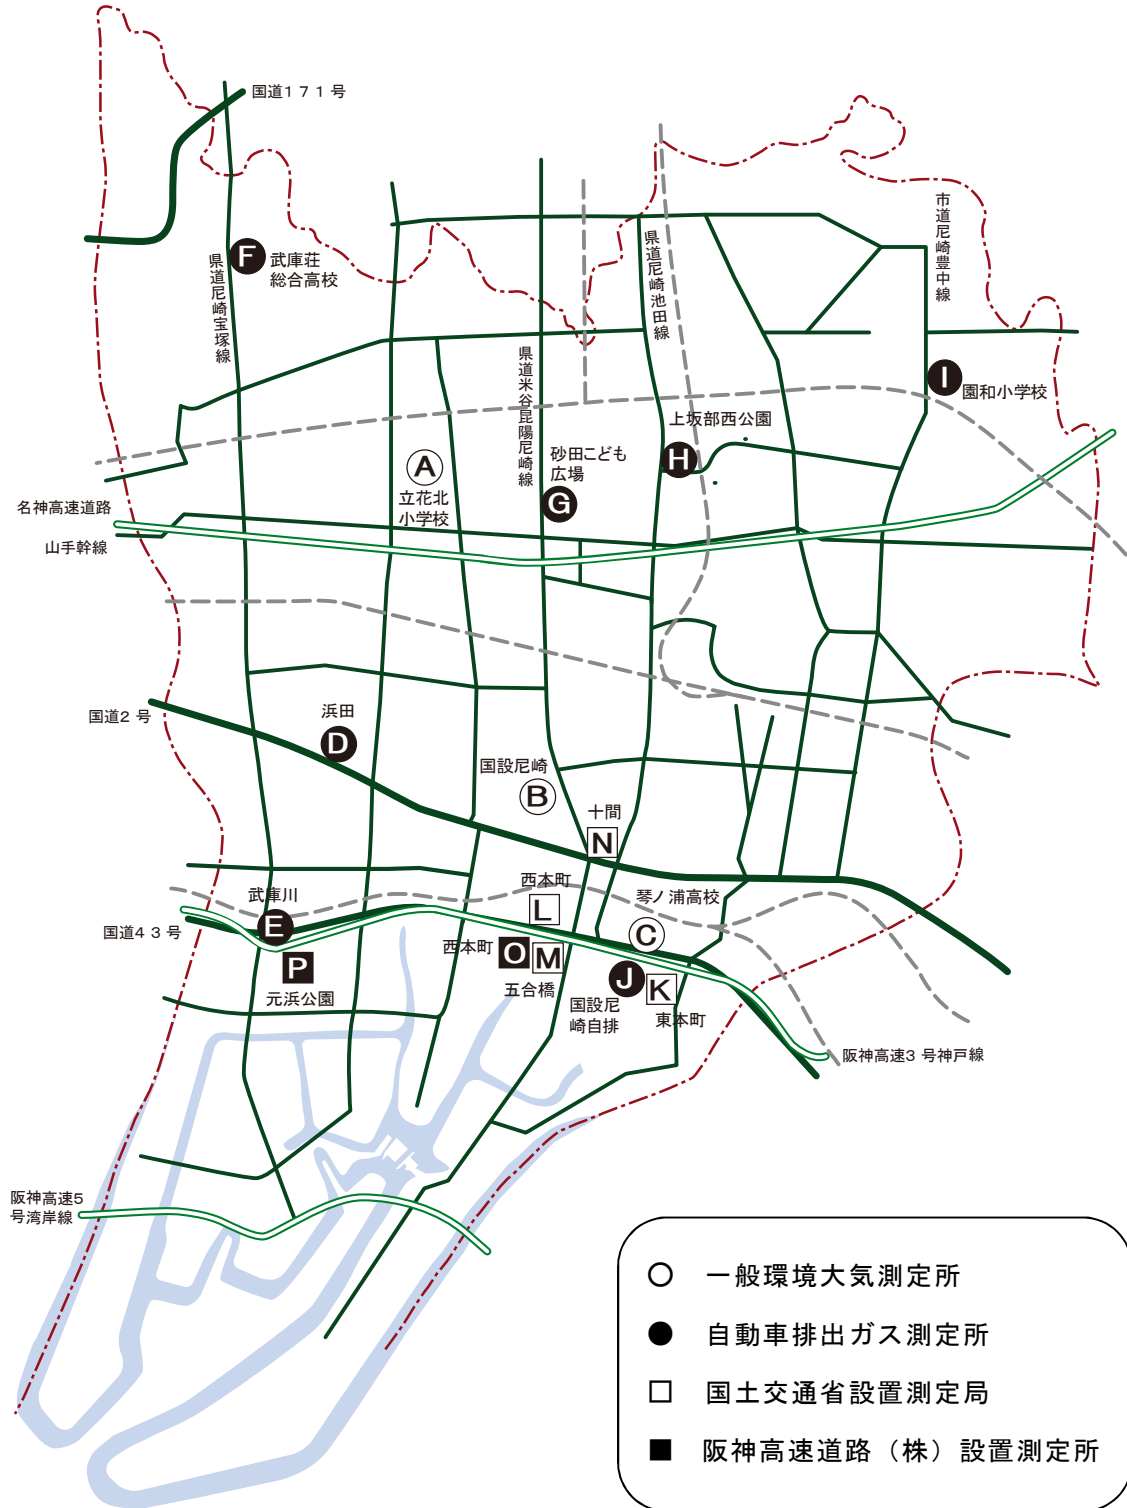 国道171号
市道尼崎豊中線
県道尼崎池田線
F
武庫荘
総合高校
県道尼崎宝塚線
県道米谷昆陽尼崎線
I
園和小学校
上坂部西公園
H
A
立花北
小学校
砂田こども
広場
G
名神高速道路
山手幹線
国道2号
浜田
D
国設尼崎
B
十間
N
武庫川
E
西本町
L
琴ノ浦高校
C
国道43号
西本町
O
M
五合橋
P
元浜公園
J
国設尼
崎自排
K
東本町
阪神高速3号神戸線
阪神高速5
号湾岸線
一般環境大気測定所
自動車排出ガス測定所
国土交通省設置測定局
阪神高速道路（株）設置測定所